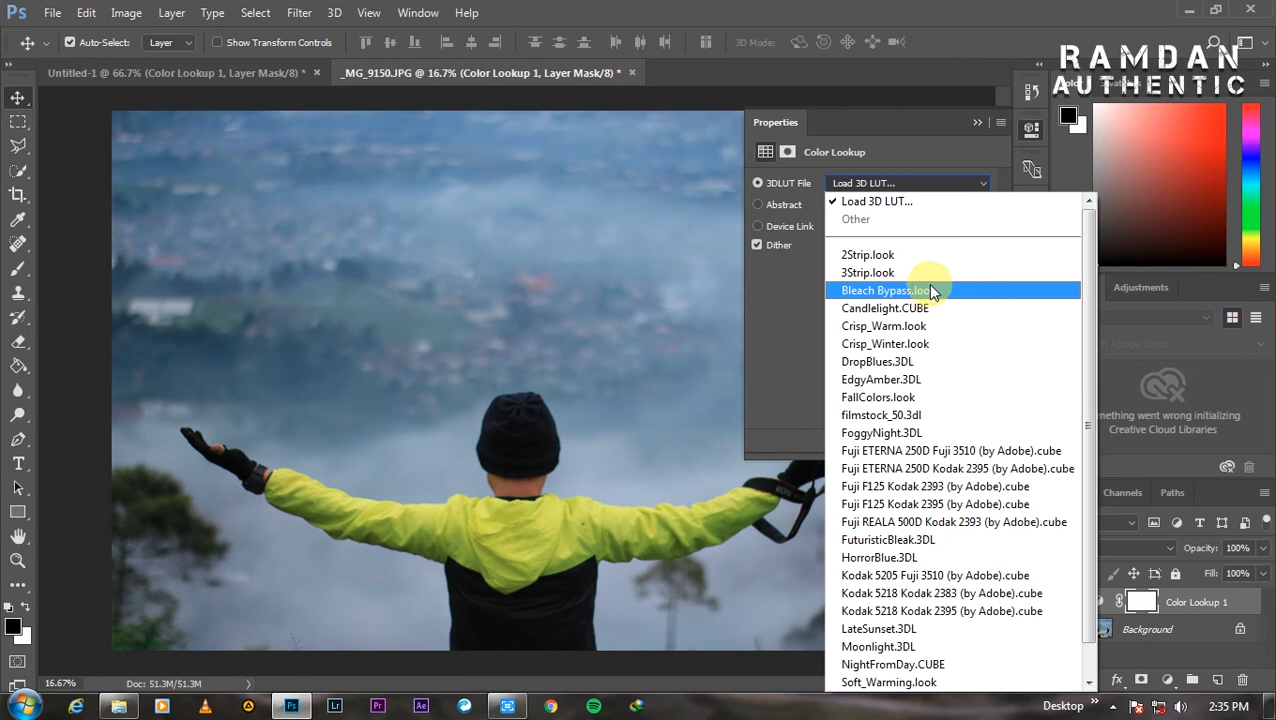 Ps File Edit Image Layer Type Select Filter 3D View Window Help
Auto-Select: Layer Show Transform Controls 3D Mode:
RAMDAN
AUTHENTIC
Untitled-1 @ 66.7% (Color Lookup 1, Layer Mask/8) * × _MG_9150.JPG @ 16.7% (Color Lookup 1, Layer Mask/8) * ×
Color
Properties
Color Lookup
3DLUT File Load 3D LUT...
Abstract
Device Link
Dither
Load 3D LUT...
Other
2Strip.look
3Strip.look
Bleach Bypass.loo
Candlelight.CUBE
Crisp_Warm.look
Crisp_Winter.look
DropBlues.3DL
EdgyAmber.3DL
FallColors.look
filmstock_50.3dl
FoggyNight.3DL
Fuji ETERNA 250D Fuji 3510 (by Adobe).cube
Fuji ETERNA 250D Kodak 2395 (by Adobe).cube
Fuji F125 Kodak 2393 (by Adobe).cube
Fuji F125 Kodak 2395 (by Adobe).cube
Fuji REALA 500D Kodak 2393 (by Adobe).cube
FuturisticBleak.3DL
HorrorBlue.3DL
Kodak 5205 Fuji 3510 (by Adobe).cube
Kodak 5218 Kodak 2383 (by Adobe).cube
Kodak 5218 Kodak 2395 (by Adobe).cube
LateSunset.3DL
Moonlight.3DL
NightFromDay.CUBE
Soft_Warming.look
Adjustments
mething went wrong initializing
Creative Cloud Libraries
Channels Paths
Opacity: 100%
Fill: 100%
Color Lookup 1
Background
16.67% Doc: 51.3M/51.3M
Ps Lr Pr Ae Desktop 2:35 PM